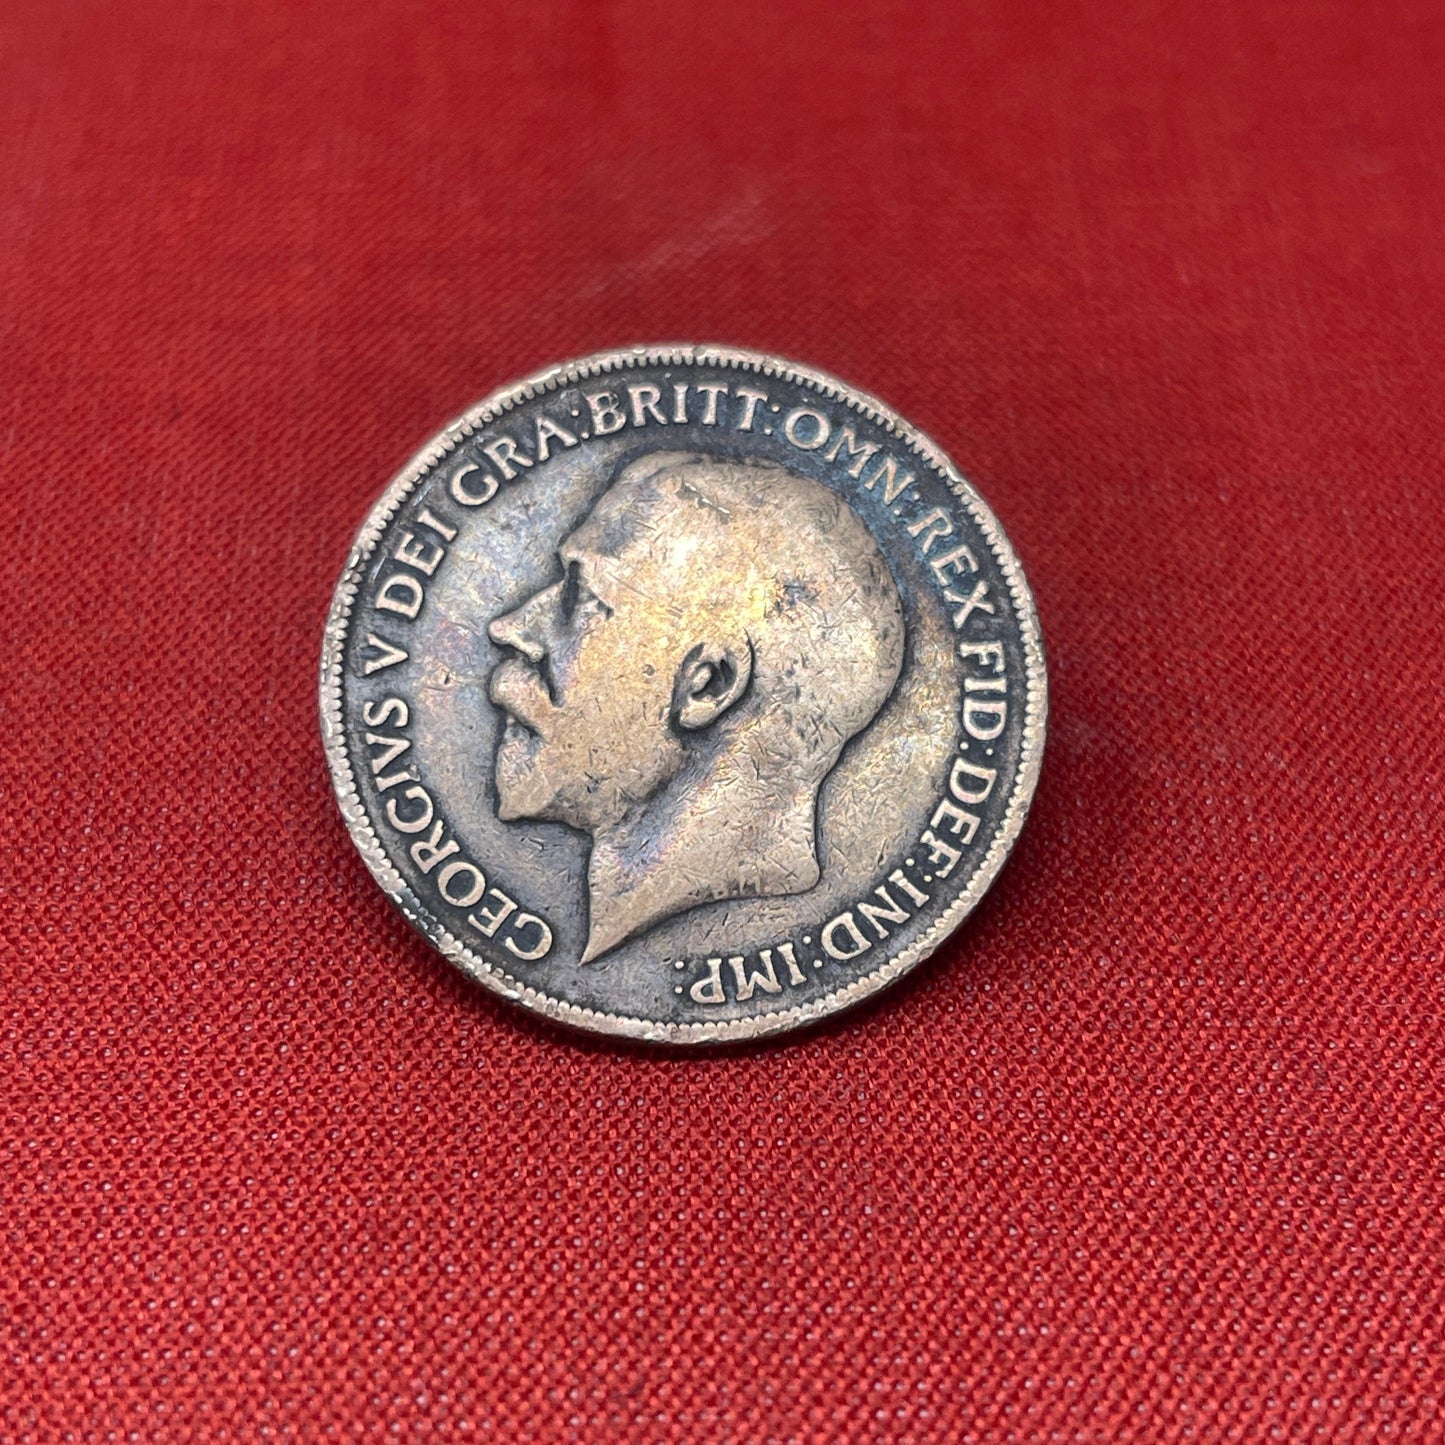 GEORGIVS V DEI GRA:BRITT:OMN:REX FID:DEF:IND:IMP: